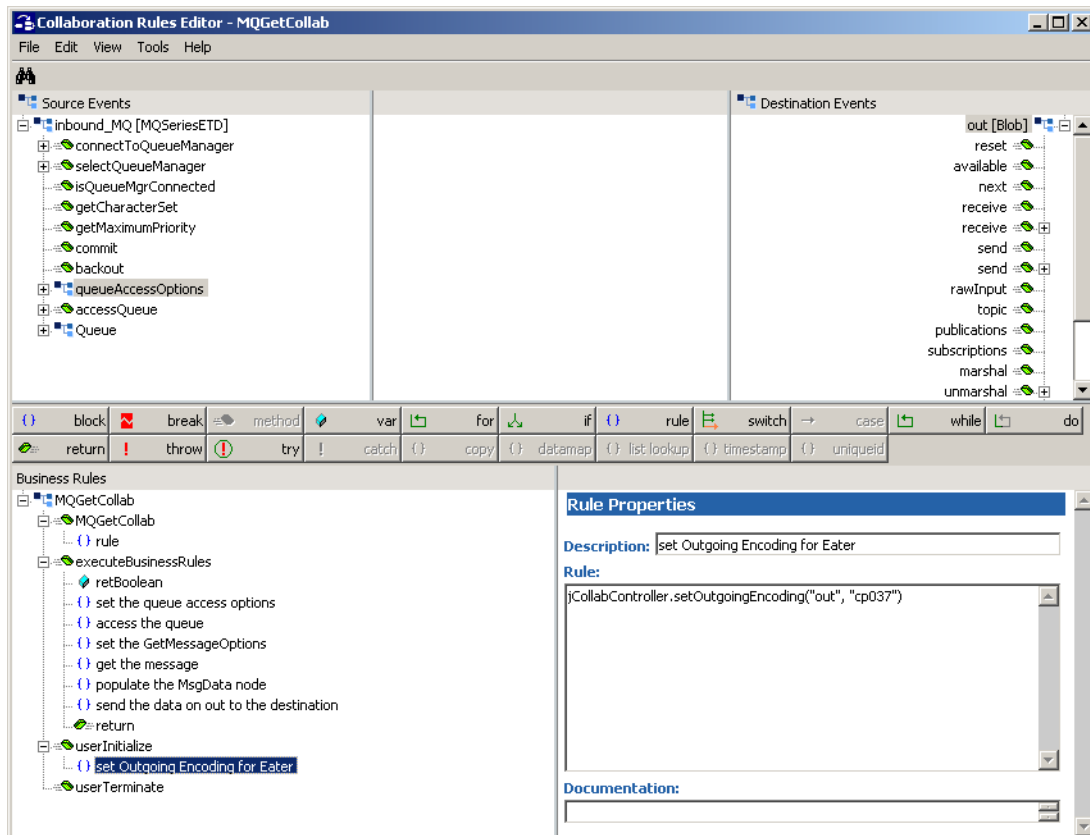 Collaboration Rules Editor - MQGetCollab
File Edit View Tools Help
Source Events
Destination Events
inbound_MQ [MQSeriesETD]
connectToQueueManager
selectQueueManager
isQueueMgrConnected
getCharacterSet
getMaximumPriority
commit
backout
queueAccessOptions
accessQueue
Queue
out [Blob]
reset
available
next
receive
receive
send
send
rawInput
topic
publications
subscriptions
marshal
unmarshal
{} block break method var for if {} rule switch case while do
return ! throw try ! catch {} copy {} datamap {} list lookup {} timestamp {} uniqueid
Business Rules
MQGetCollab
MQGetCollab
{} rule
executeBusinessRules
retBoolean
{} set the queue access options
{} access the queue
{} set the GetMessageOptions
{} get the message
{} populate the MsgData node
{} send the data on out to the destination
return
userInitialize
{} set Outgoing Encoding for Eater
userTerminate
Rule Properties
Description: set Outgoing Encoding for Eater
Rule:
jCollabController.setOutgoingEncoding("out", "cp037")
Documentation: